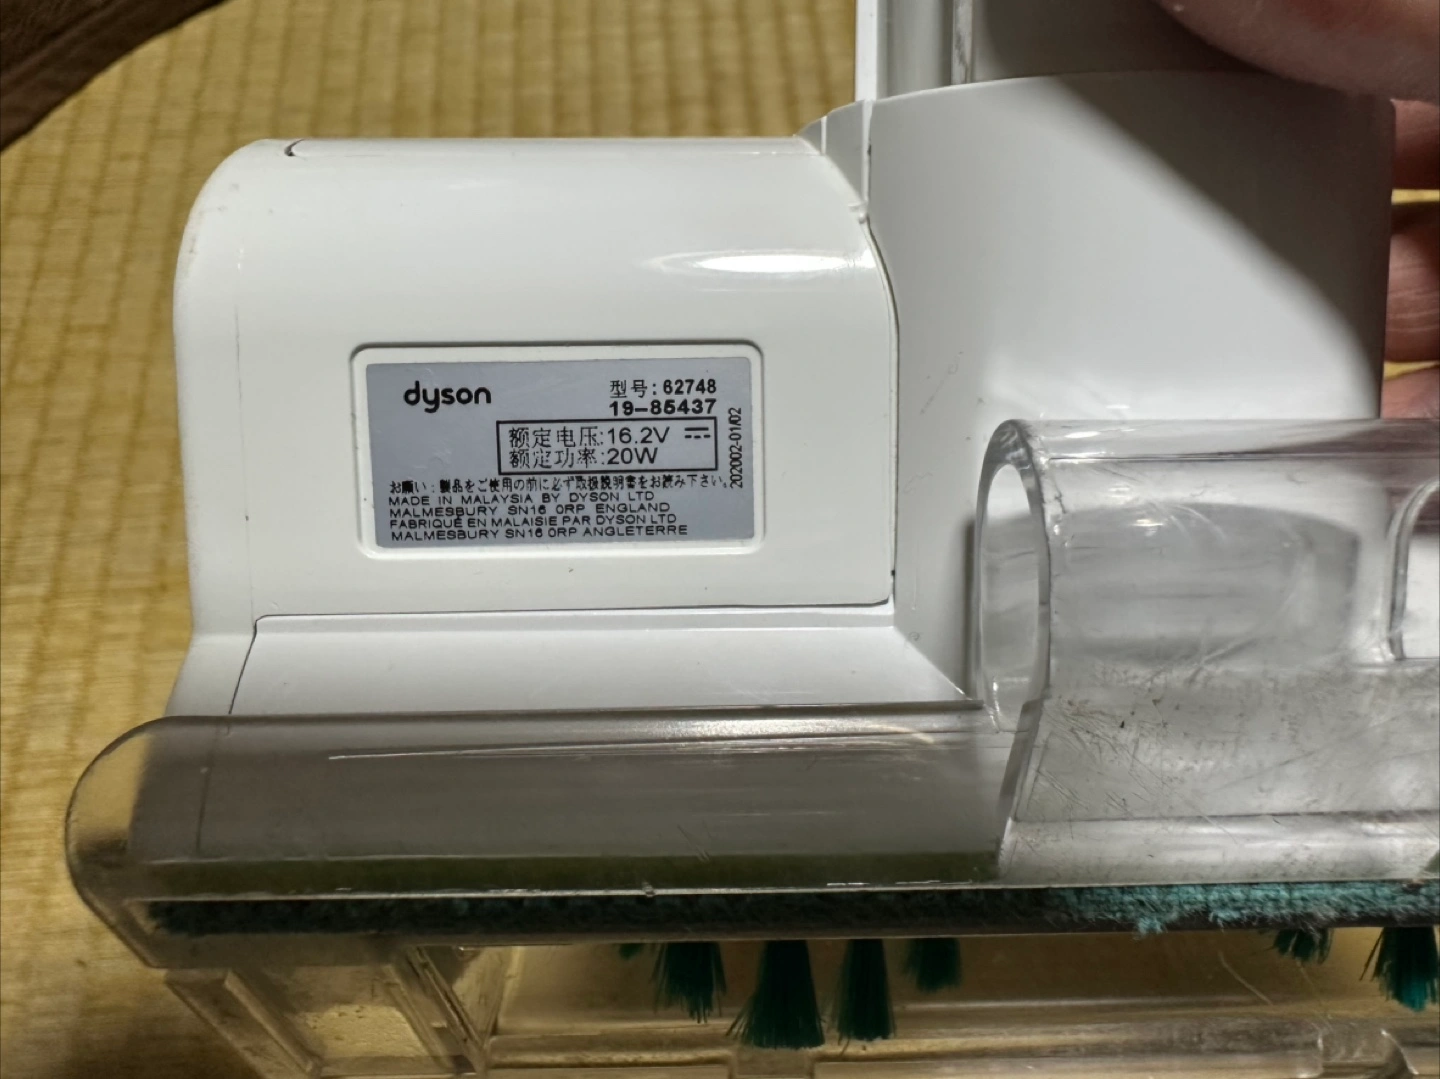 dyson
型号: 62748
19-85437
额定电压:16.2V
额定功率:20W
202002-01/02
お願い:製品をご使用の前に必ず取扱説明書をお読み下さい。
MADE IN MALAYSIA BY DYSON LTD
MALMESBURY SN16 0RP ENGLAND
FABRIQUÉ EN MALAISIE PAR DYSON LTD
MALMESBURY SN16 0RP ANGLETERRE